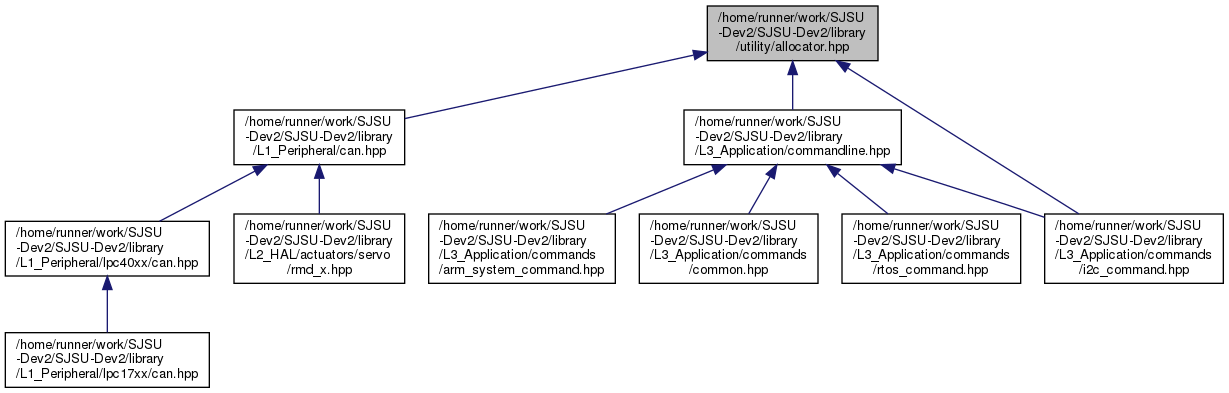 /home/runner/work/SJSU
-Dev2/SJSU-Dev2/library
/utility/allocator.hpp
/home/runner/work/SJSU
-Dev2/SJSU-Dev2/library
/L1_Peripheral/can.hpp
/home/runner/work/SJSU
-Dev2/SJSU-Dev2/library
/L3_Application/commandline.hpp
/home/runner/work/SJSU
-Dev2/SJSU-Dev2/library
/L1_Peripheral/lpc40xx/can.hpp
/home/runner/work/SJSU
-Dev2/SJSU-Dev2/library
/L2_HAL/actuators/servo
/rmd_x.hpp
/home/runner/work/SJSU
-Dev2/SJSU-Dev2/library
/L3_Application/commands
/arm_system_command.hpp
/home/runner/work/SJSU
-Dev2/SJSU-Dev2/library
/L3_Application/commands
/common.hpp
/home/runner/work/SJSU
-Dev2/SJSU-Dev2/library
/L3_Application/commands
/rtos_command.hpp
/home/runner/work/SJSU
-Dev2/SJSU-Dev2/library
/L3_Application/commands
/i2c_command.hpp
/home/runner/work/SJSU
-Dev2/SJSU-Dev2/library
/L1_Peripheral/lpc17xx/can.hpp